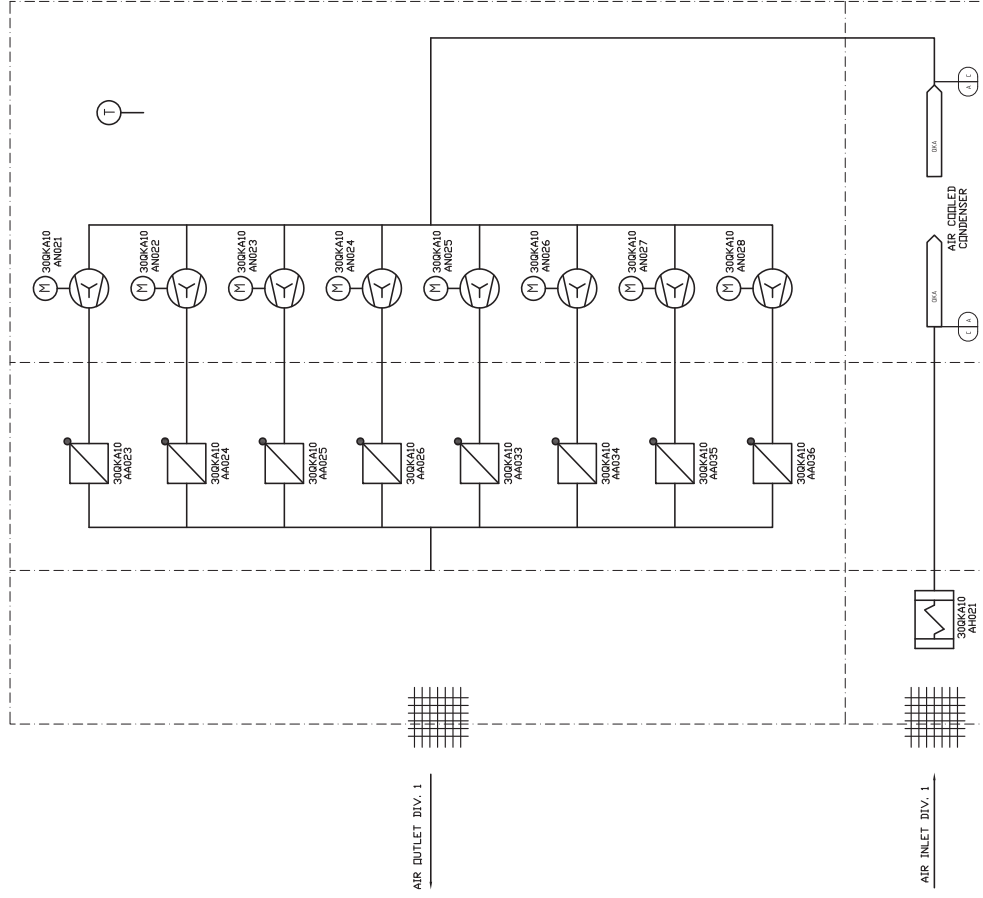 T
M
30QKA10
AN021
M
30QKA10
AN022
M
30QKA10
AN023
M
30QKA10
AN024
M
30QKA10
AN025
M
30QKA10
AN026
M
30QKA10
AN027
M
30QKA10
AN028
30QKA10
AA023
30QKA10
AA024
30QKA10
AA025
30QKA10
AA026
30QKA10
AA033
30QKA10
AA034
30QKA10
AA035
30QKA10
AA036
A C
QKA
AIR COOLED
CONDENSER
QKA
C A
30QKA10
AH021
AIR OUTLET DIV. 1
AIR INLET DIV. 1